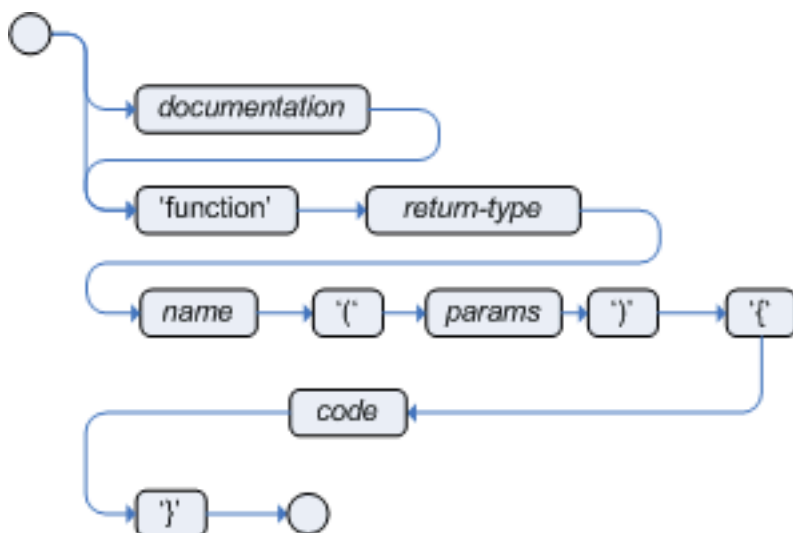 documentation
'function' return-type
name '(' params ')' '{'
code
'}'